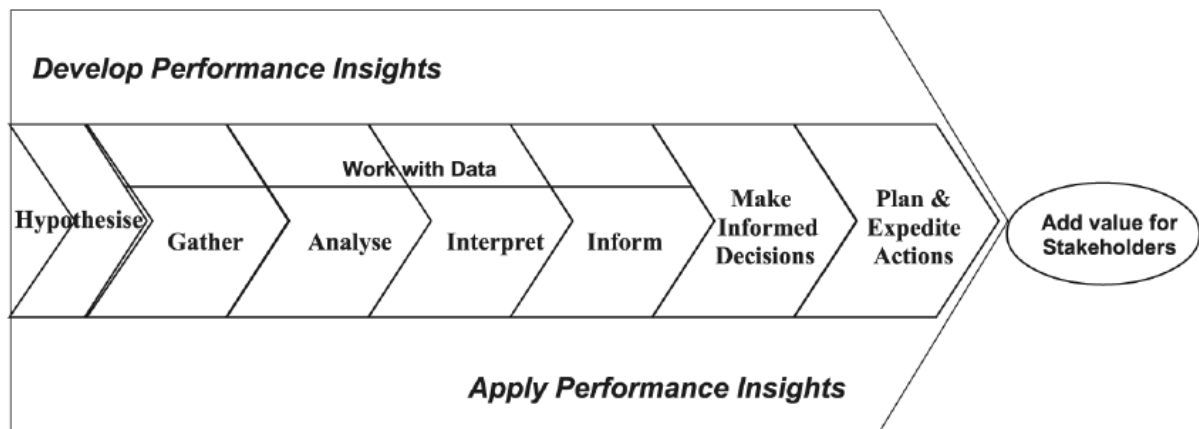 Develop Performance Insights
Work with Data
Hypothesise
Gather
Analyse
Interpret
Inform
Make
Informed
Decisions
Plan &
Expedite
Actions
Add value for
Stakeholders
Apply Performance Insights